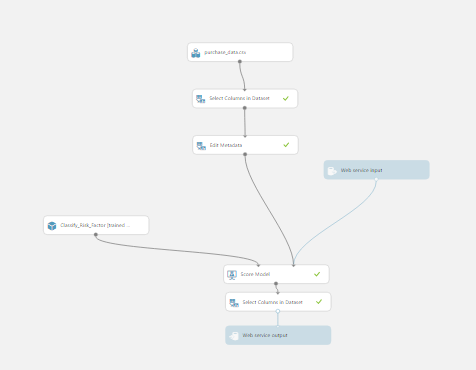 purchase_data.csv
Select Columns in Dataset
Edit Metadata
Web service input
Classify_Risk_Factor [trained ...
Score Model
Select Columns in Dataset
Web service output